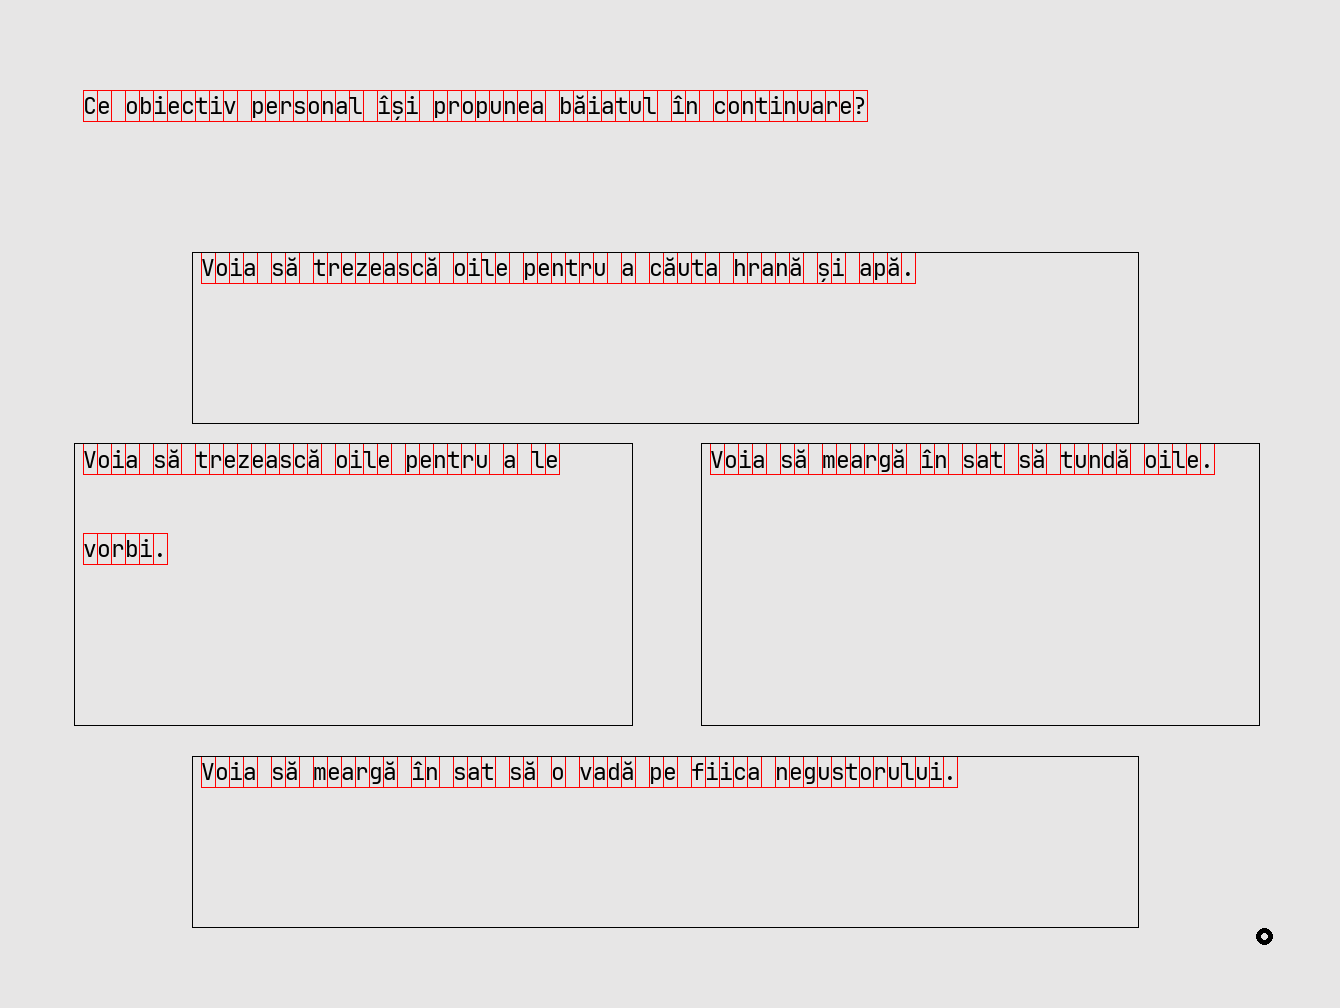 Ce obiectiv personal își propunea băiatul în continuare?
Voia să trezească oile pentru a căuta hrană și apă.
Voia să trezească oile pentru a le
vorbi.
Voia să meargă în sat să tundă oile.
Voia să meargă în sat să o vadă pe fiica negustorului.